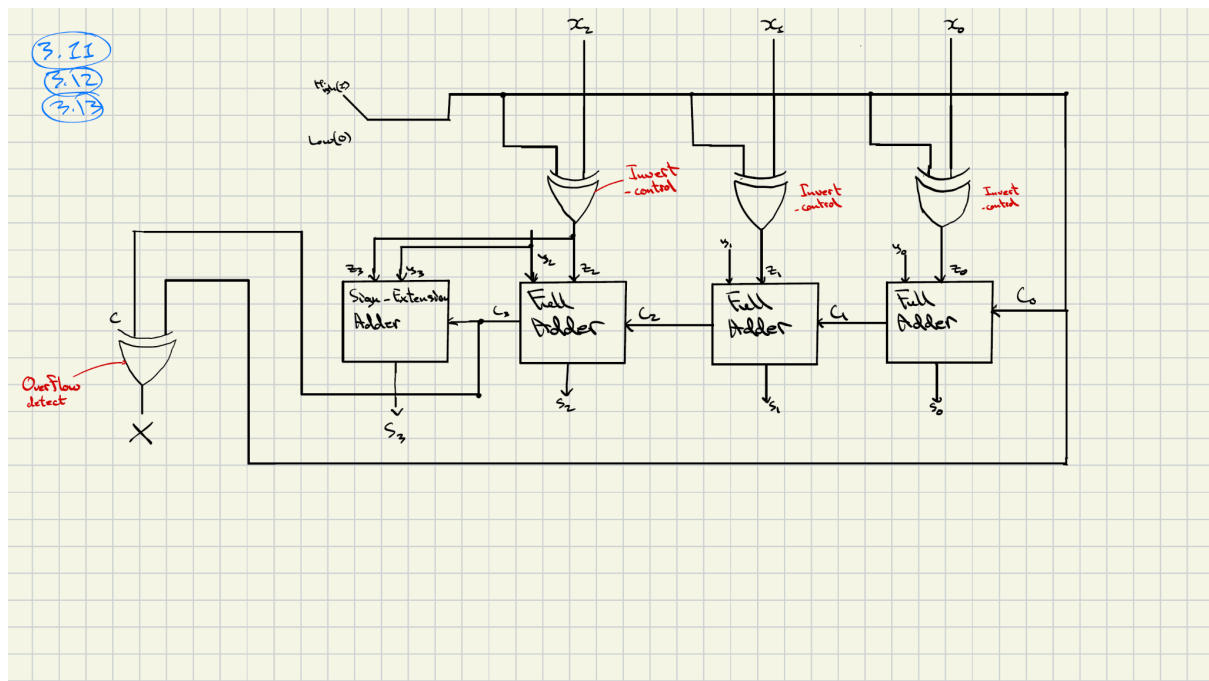 3.11
3.12
3.13
x₂
x₁
x₀
High(1)
Low(0)
Invert
-control
Invert
-control
Invert
-control
z₃
y₃
y₂
z₂
y₁
z₁
y₀
z₀
Sign-Extension
Adder
C₃
Full
Adder
C₂
Full
Adder
C₁
Full
Adder
C₀
C
Overflow
detect
X
S₃
S₂
S₁
S₀